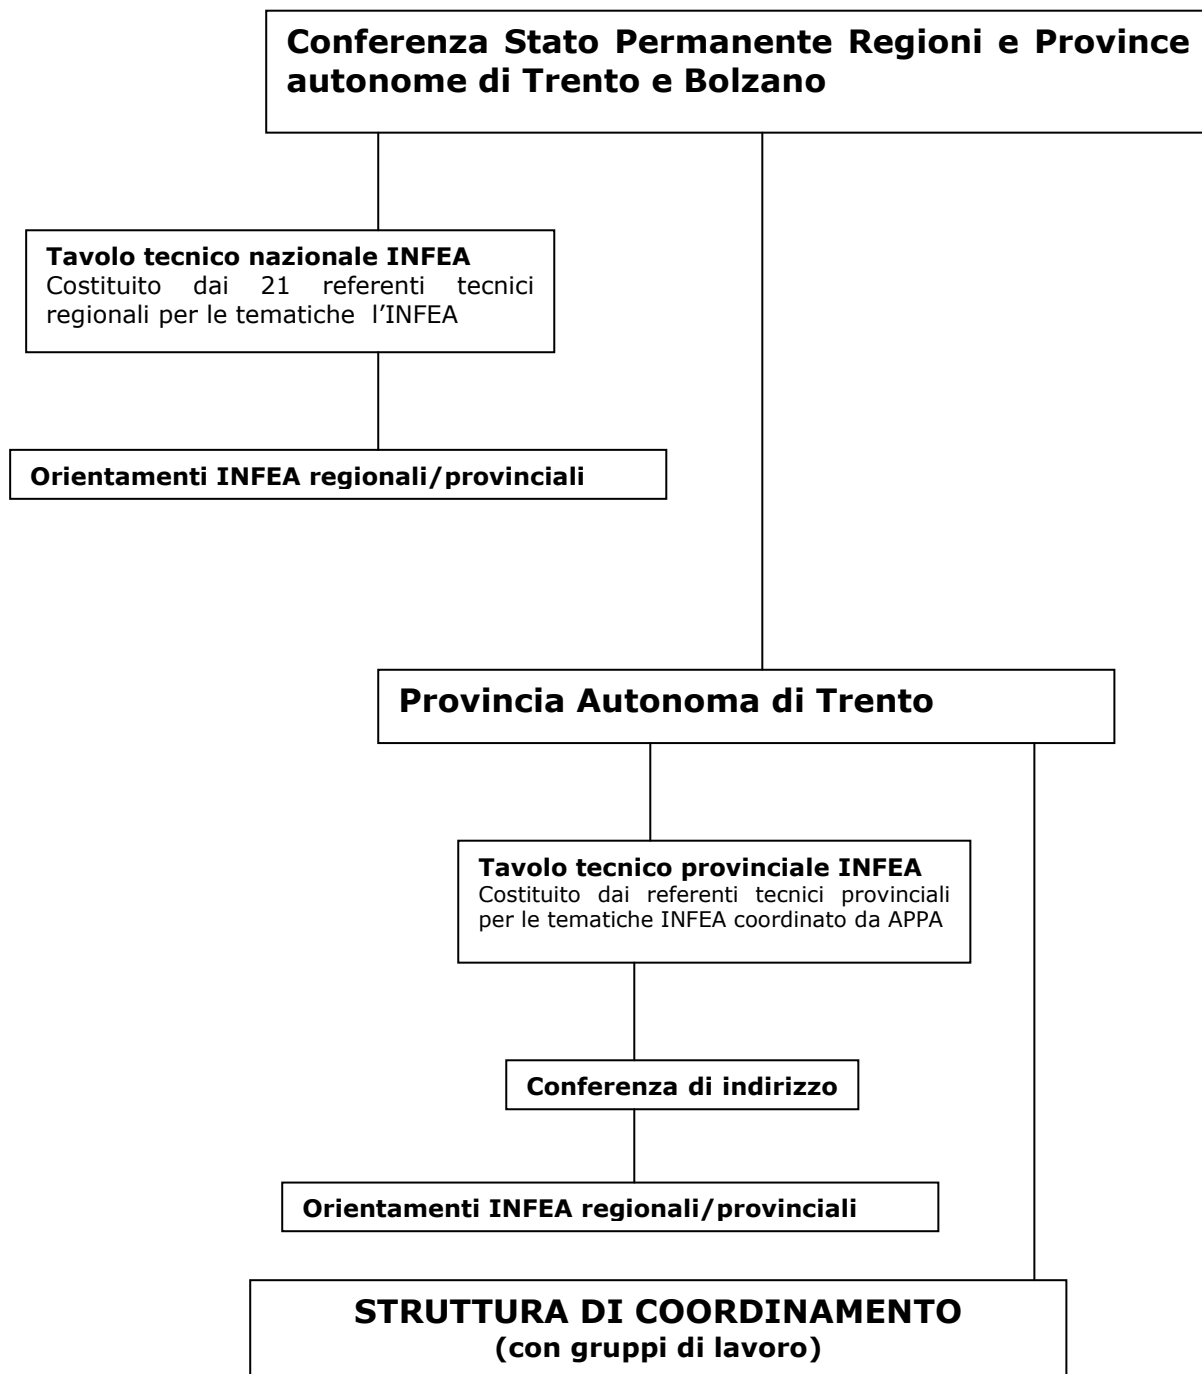 Conferenza Stato Permanente Regioni e Province
autonome di Trento e Bolzano
Tavolo tecnico nazionale INFEA
Costituito dai 21 referenti tecnici
regionali per le tematiche l’INFEA
Orientamenti INFEA regionali/provinciali
Provincia Autonoma di Trento
Tavolo tecnico provinciale INFEA
Costituito dai referenti tecnici provinciali
per le tematiche INFEA coordinato da APPA
Conferenza di indirizzo
Orientamenti INFEA regionali/provinciali
STRUTTURA DI COORDINAMENTO
(con gruppi di lavoro)